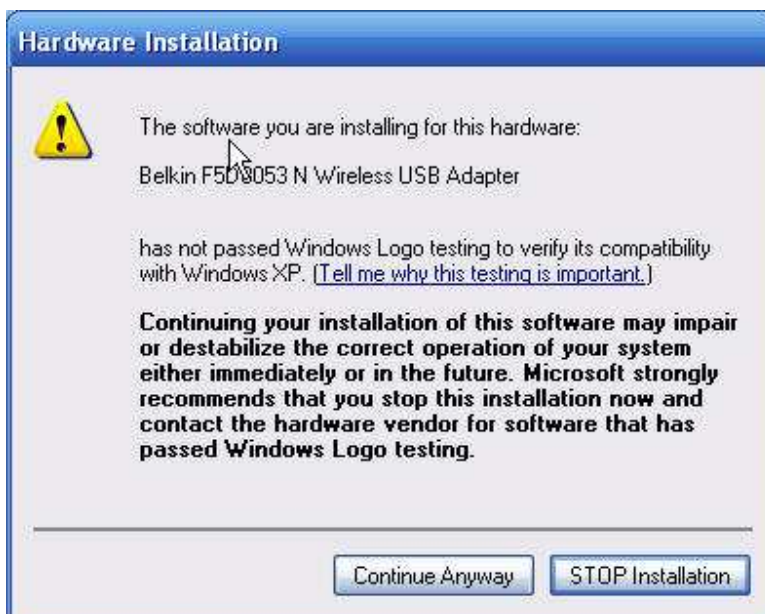 Hardware Installation
The software you are installing for this hardware:
Belkin F5D8053 N Wireless USB Adapter
has not passed Windows Logo testing to verify its compatibility
with Windows XP. (Tell me why this testing is important.)
Continuing your installation of this software may impair
or destabilize the correct operation of your system
either immediately or in the future. Microsoft strongly
recommends that you stop this installation now and
contact the hardware vendor for software that has
passed Windows Logo testing.
Continue Anyway
STOP Installation